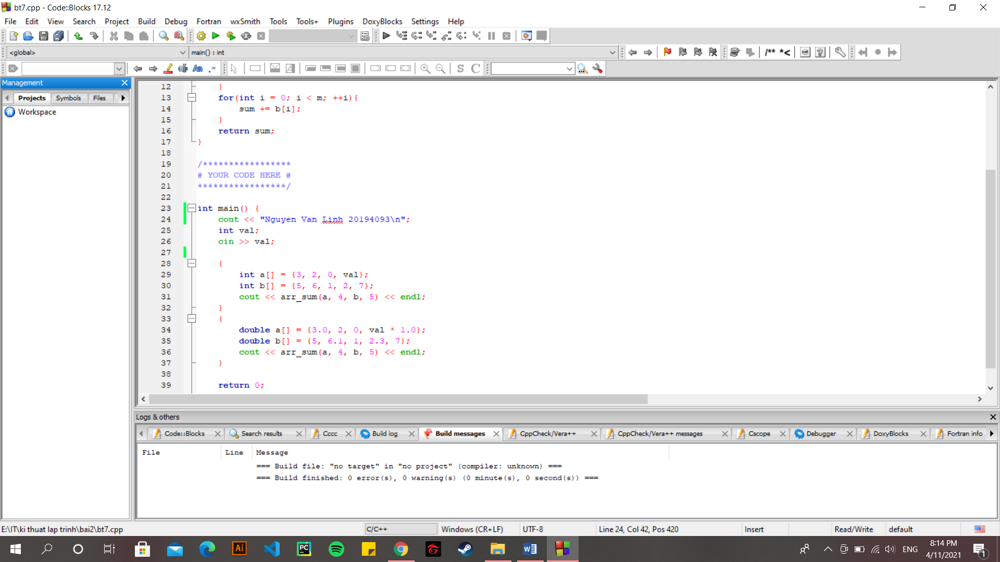 bt7.cpp - Code::Blocks 17.12
File Edit View Search Project Build Debug Fortran wxSmith Tools Tools+ Plugins DoxyBlocks Settings Help
<global> main() : int /** *<
Aa .* S C
Management
Projects Symbols Files
Workspace
12 }
13 for(int i = 0; i < m; ++i){
14 sum += b[i];
15 }
16 return sum;
17 }
18
19 /*****************
20 # YOUR CODE HERE #
21 *****************/
22
23 int main() {
24 cout << "Nguyen Van Linh 20194093\n";
25 int val;
26 cin >> val;
27
28 {
29 int a[] = {3, 2, 0, val};
30 int b[] = {5, 6, 1, 2, 7};
31 cout << arr_sum(a, 4, b, 5) << endl;
32 }
33 {
34 double a[] = {3.0, 2, 0, val * 1.0};
35 double b[] = {5, 6.1, 1, 2.3, 7};
36 cout << arr_sum(a, 4, b, 5) << endl;
37 }
38
39 return 0;
Logs & others
Code::Blocks Search results Cccc Build log Build messages CppCheck/Vera++ CppCheck/Vera++ messages Cscope Debugger DoxyBlocks Fortran info
File Line Message
=== Build file: "no target" in "no project" (compiler: unknown) ===
=== Build finished: 0 error(s), 0 warning(s) (0 minute(s), 0 second(s)) ===
E:\IT\ki thuat lap trinh\bai2\bt7.cpp C/C++ Windows (CR+LF) UTF-8 Line 24, Col 42, Pos 420 Insert Read/Write default
Ai PC W ENG 8:14 PM
4/11/2021 1